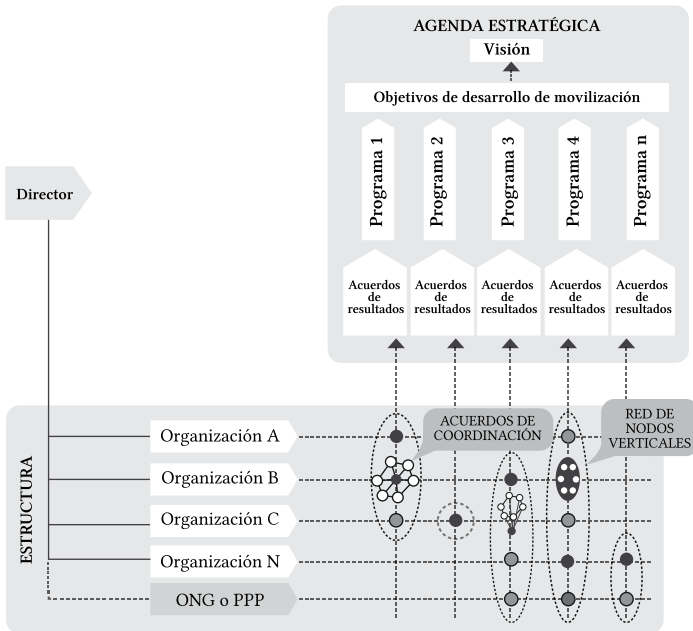 AGENDA ESTRATÉGICA
Visión
Objetivos de desarrollo de movilización
Programa 1
Programa 2
Programa 3
Programa 4
Programa n
Director
Acuerdos
de
resultados
Acuerdos
de
resultados
Acuerdos
de
resultados
Acuerdos
de
resultados
Acuerdos
de
resultados
ACUERDOS DE
COORDINACIÓN
RED DE
NODOS
VERTICALES
ESTRUCTURA
Organización A
Organización B
Organización C
Organización N
ONG o PPP